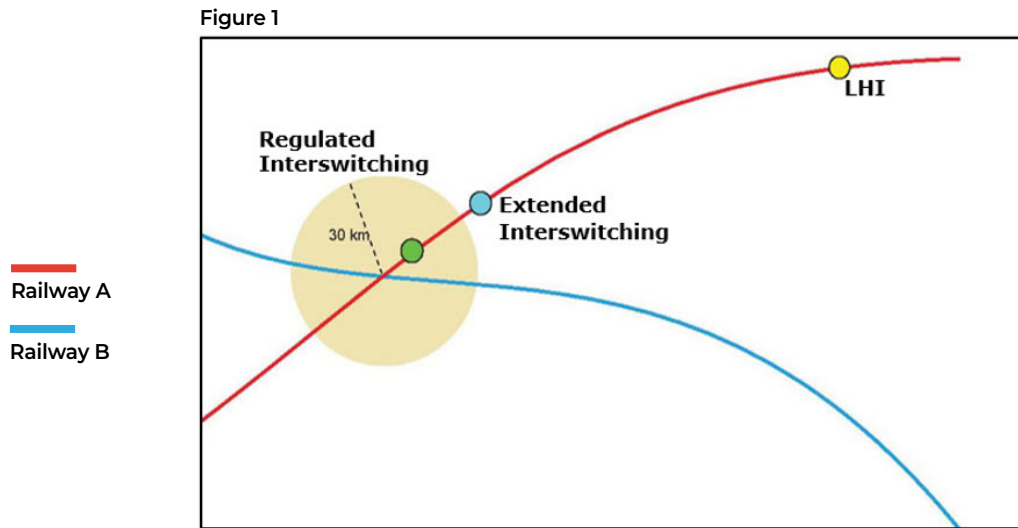 Figure 1
LHI
Regulated
Interswitching
Extended
Interswitching
30 km
Railway A
Railway B